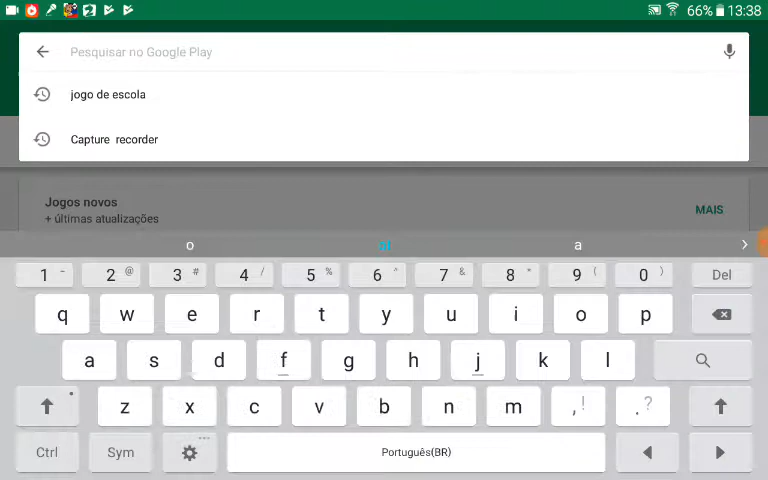 66% 13:38
Pesquisar no Google Play
jogo de escola
Capture recorder
Jogos novos
MAIS
+ últimas atualizações
o a >
1 - 2 @ 3 # 4 / 5 % 6 ^ 7 & 8 * 9 ( 0 ) Del
q w e r t y u i o p
a s d f g h j k l
z x c v b n m , ! . ?
Ctrl Sym Português(BR)